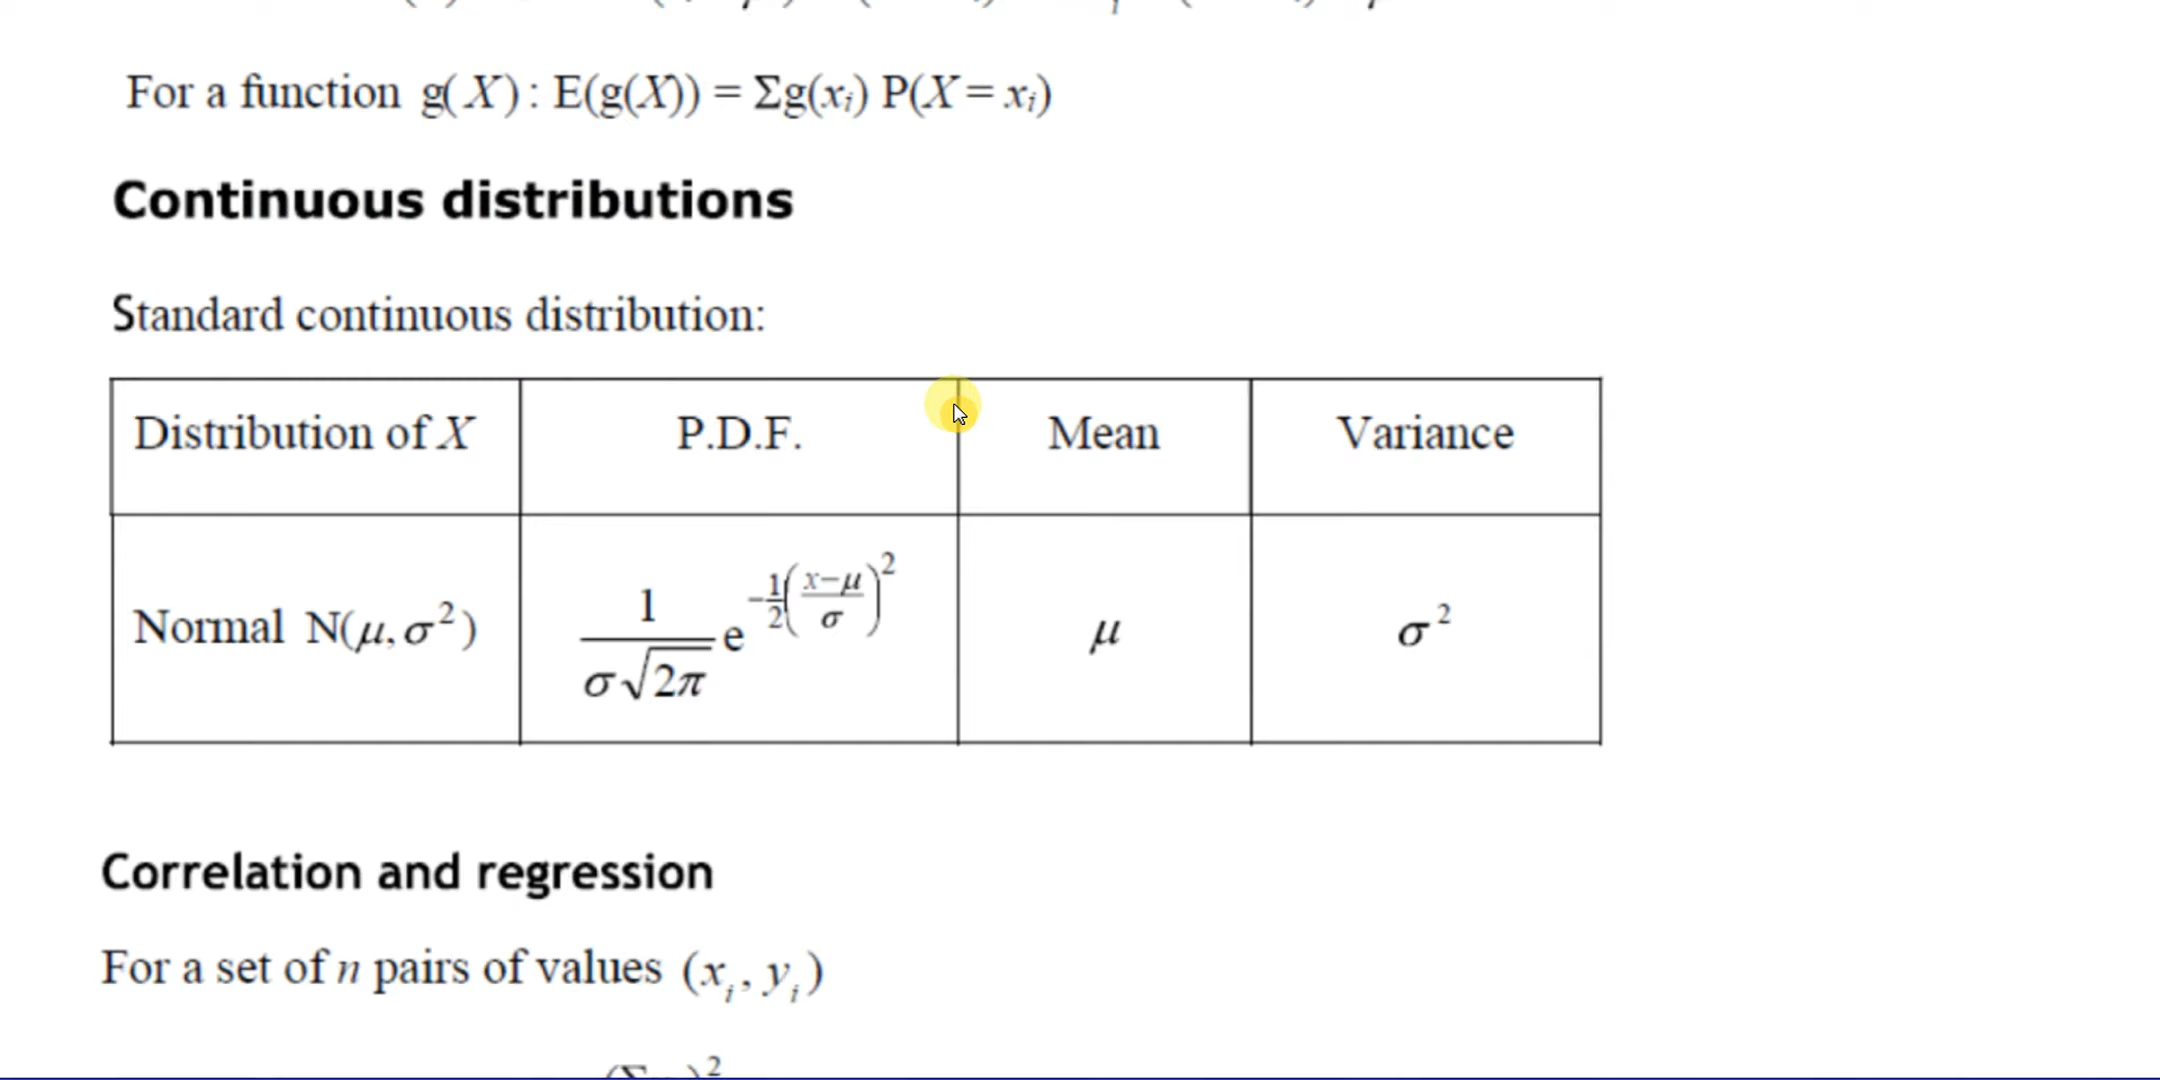 For a function g(X): E(g(X)) = Σg(xᵢ) P(X = xᵢ)
Continuous distributions
Standard continuous distribution:
Distribution of X P.D.F. Mean Variance
Normal N(μ, σ²) 1/(σ√(2π)) e^(-½((x-μ)/σ)²) μ σ²
Correlation and regression
For a set of n pairs of values (xᵢ, yᵢ)